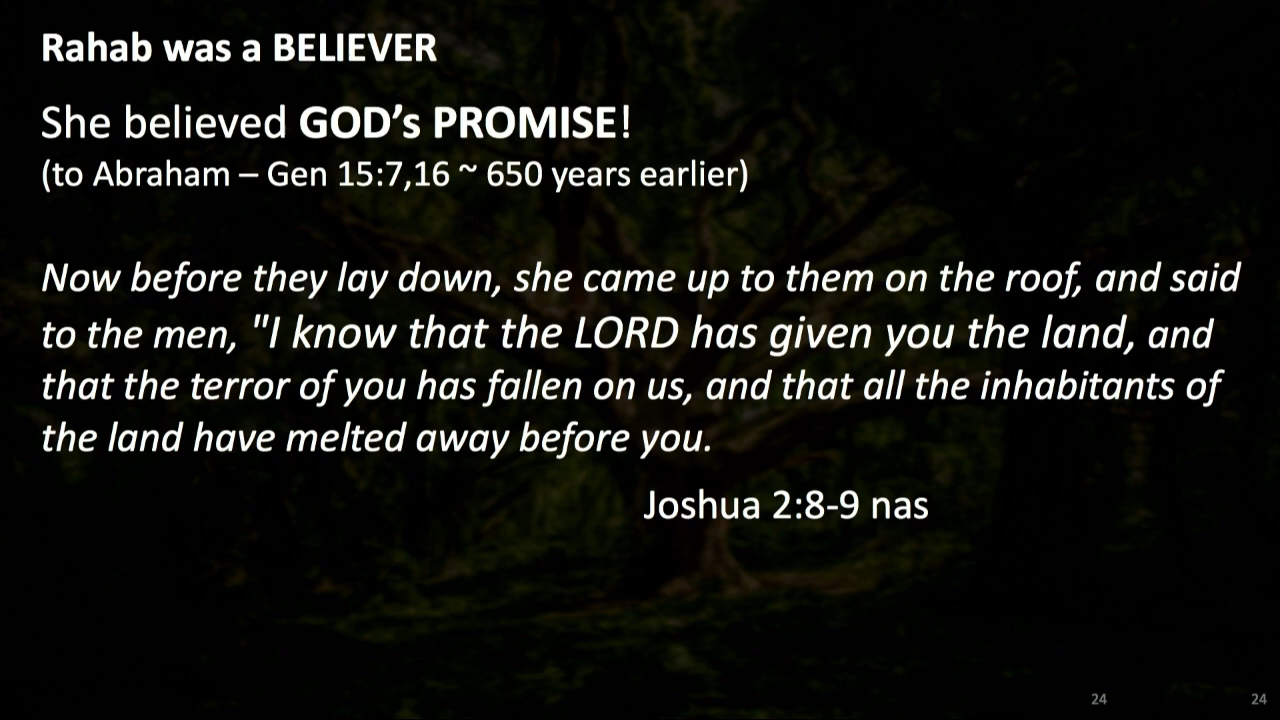 Rahab was a BELIEVER
She believed GOD’s PROMISE!
(to Abraham – Gen 15:7,16 ~ 650 years earlier)
Now before they lay down, she came up to them on the roof, and said
to the men, "I know that the LORD has given you the land, and
that the terror of you has fallen on us, and that all the inhabitants of
the land have melted away before you.
Joshua 2:8-9 nas
24 24